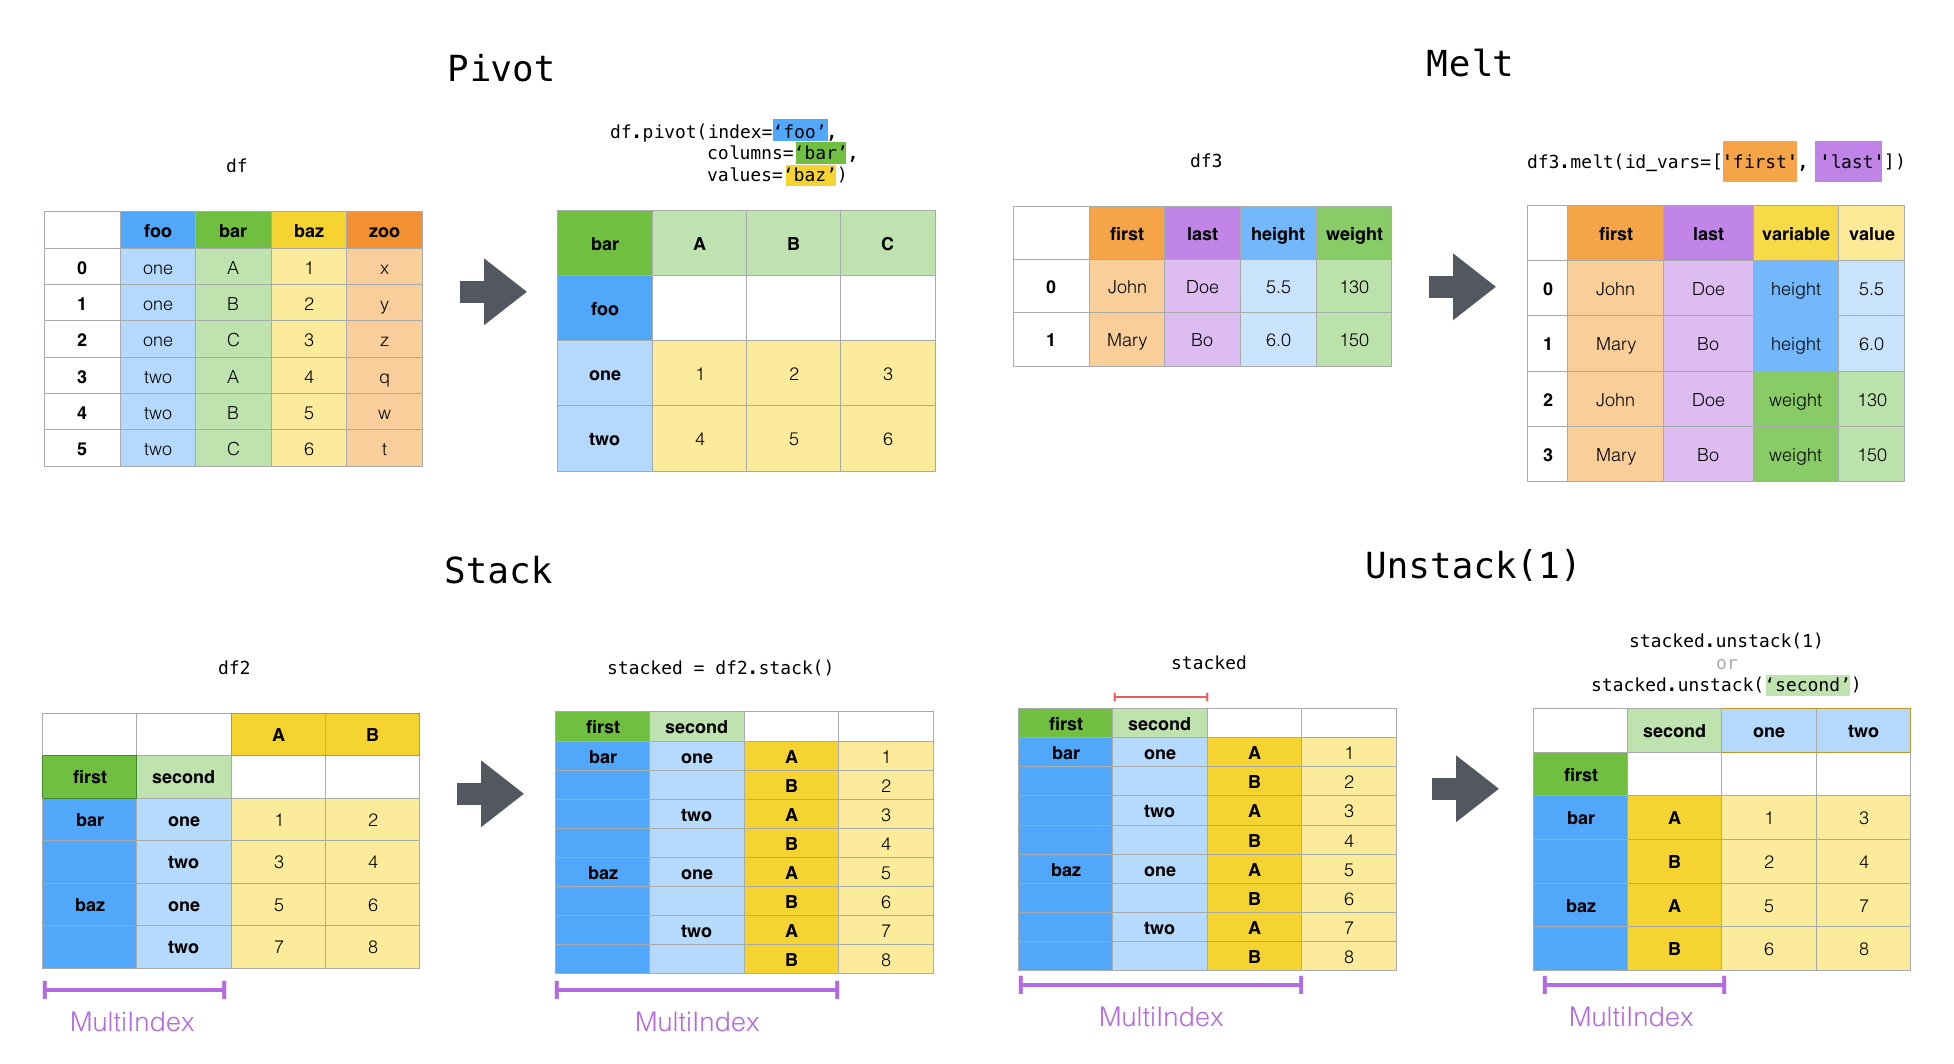 Pivot
df
df.pivot(index=‘foo’,
columns=‘bar’,
values=‘baz’)
foo bar baz zoo
0 one A 1 x
1 one B 2 y
2 one C 3 z
3 two A 4 q
4 two B 5 w
5 two C 6 t
bar A B C
foo
one 1 2 3
two 4 5 6
Melt
df3
df3.melt(id_vars=['first', 'last'])
first last height weight
0 John Doe 5.5 130
1 Mary Bo 6.0 150
first last variable value
0 John Doe height 5.5
1 Mary Bo height 6.0
2 John Doe weight 130
3 Mary Bo weight 150
Stack
df2
stacked = df2.stack()
A B
first second
bar one 1 2
two 3 4
baz one 5 6
two 7 8
MultiIndex
first second
bar one A 1
B 2
two A 3
B 4
baz one A 5
B 6
two A 7
B 8
MultiIndex
Unstack(1)
stacked
stacked.unstack(1)
or
stacked.unstack(‘second’)
first second
bar one A 1
B 2
two A 3
B 4
baz one A 5
B 6
two A 7
B 8
MultiIndex
second one two
first
bar A 1 3
B 2 4
baz A 5 7
B 6 8
MultiIndex